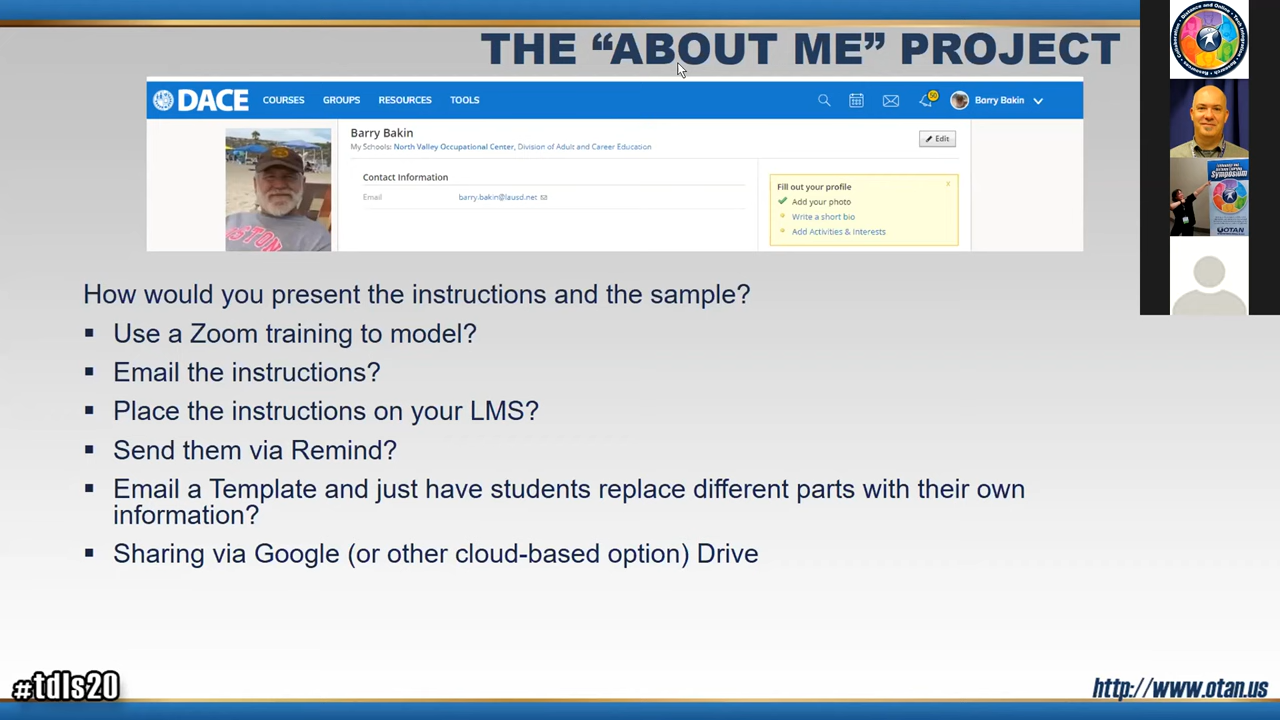 THE “ABOUT ME” PROJECT
DACE COURSES GROUPS RESOURCES TOOLS Barry Bakin
Barry Bakin
Edit
My Schools: North Valley Occupational Center, Division of Adult and Career Education
Contact Information
Email barry.bakin@lausd.net
Fill out your profile x
Add your photo
Write a short bio
Add Activities & Interests
How would you present the instructions and the sample?
▪ Use a Zoom training to model?
▪ Email the instructions?
▪ Place the instructions on your LMS?
▪ Send them via Remind?
▪ Email a Template and just have students replace different parts with their own
information?
▪ Sharing via Google (or other cloud-based option) Drive
#tdls20
http://www.otan.us
Symposium
OTAN